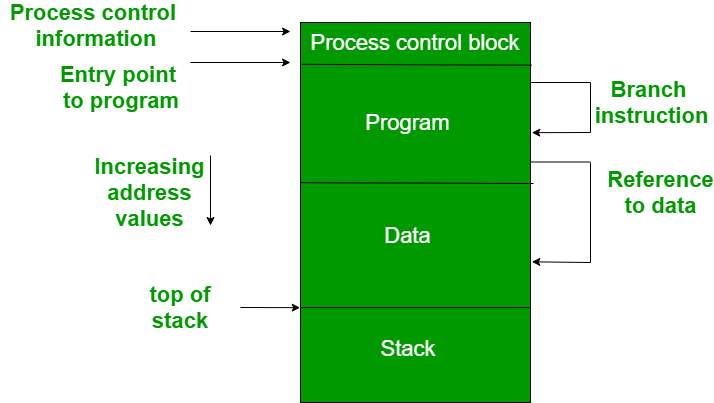 Process control
information
Process control block
Entry point
to program
Program
Branch
instruction
Increasing
address
values
Reference
to data
Data
top of
stack
Stack